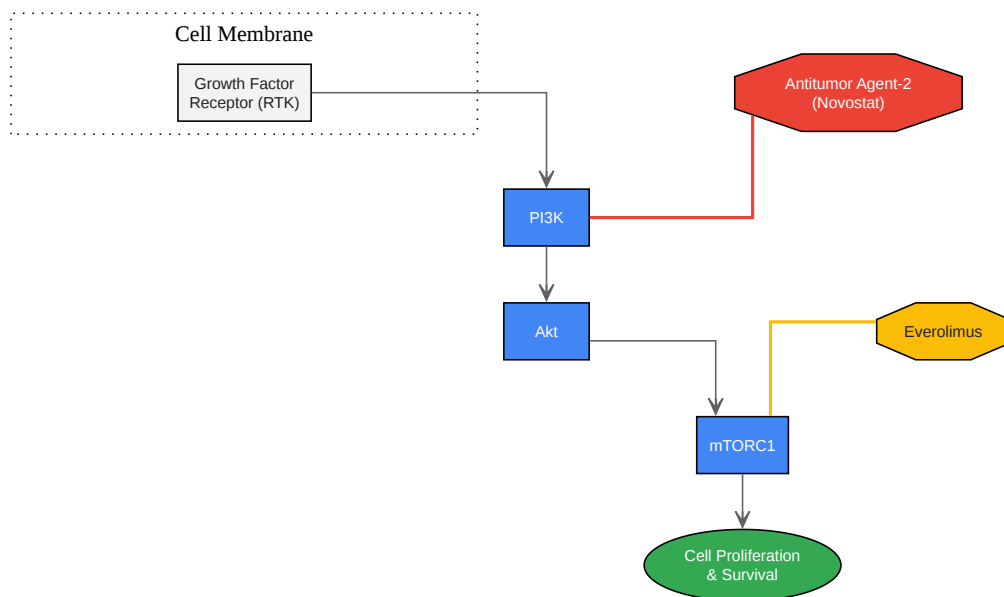 Cell Membrane
Growth Factor
Receptor (RTK)
Antitumor Agent-2
(Novostat)
PI3K
Akt
Everolimus
mTORC1
Cell Proliferation
& Survival